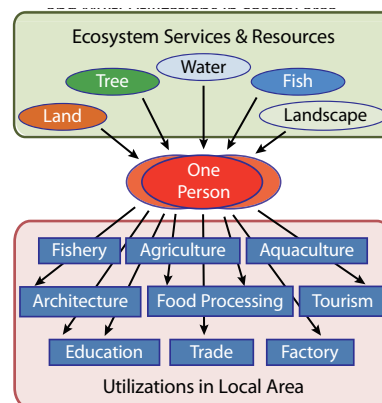 Ecosystem Services & Resources
Water
Tree
Fish
Land
Landscape
One
Person
Fishery
Agriculture
Aquaculture
Architecture
Food Processing
Tourism
Education
Trade
Factory
Utilizations in Local Area